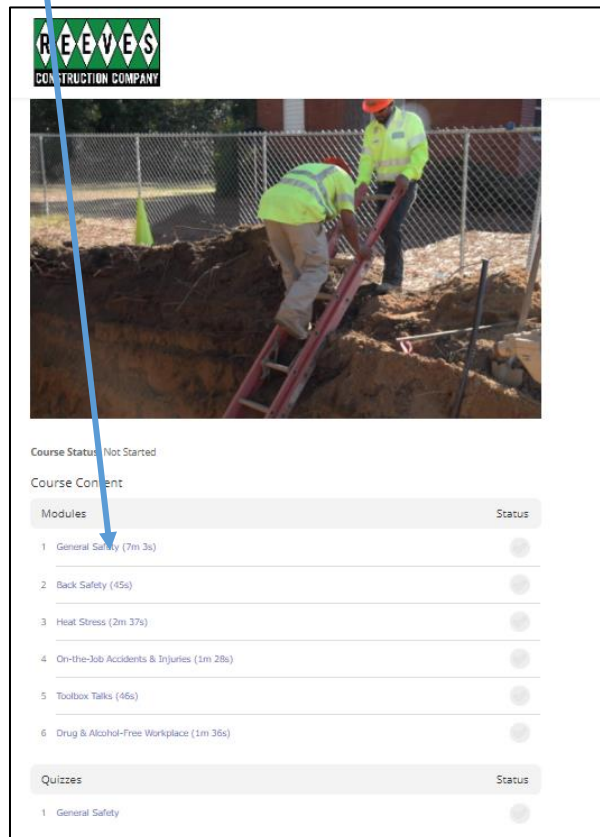 REEVES
CONSTRUCTION COMPANY
Course Status: Not Started
Course Content
Modules Status
1 General Safety (7m 3s)
2 Back Safety (45s)
3 Heat Stress (2m 37s)
4 On-the-Job Accidents & Injuries (1m 28s)
5 Toolbox Talks (46s)
6 Drug & Alcohol-Free Workplace (1m 36s)
Quizzes Status
1 General Safety